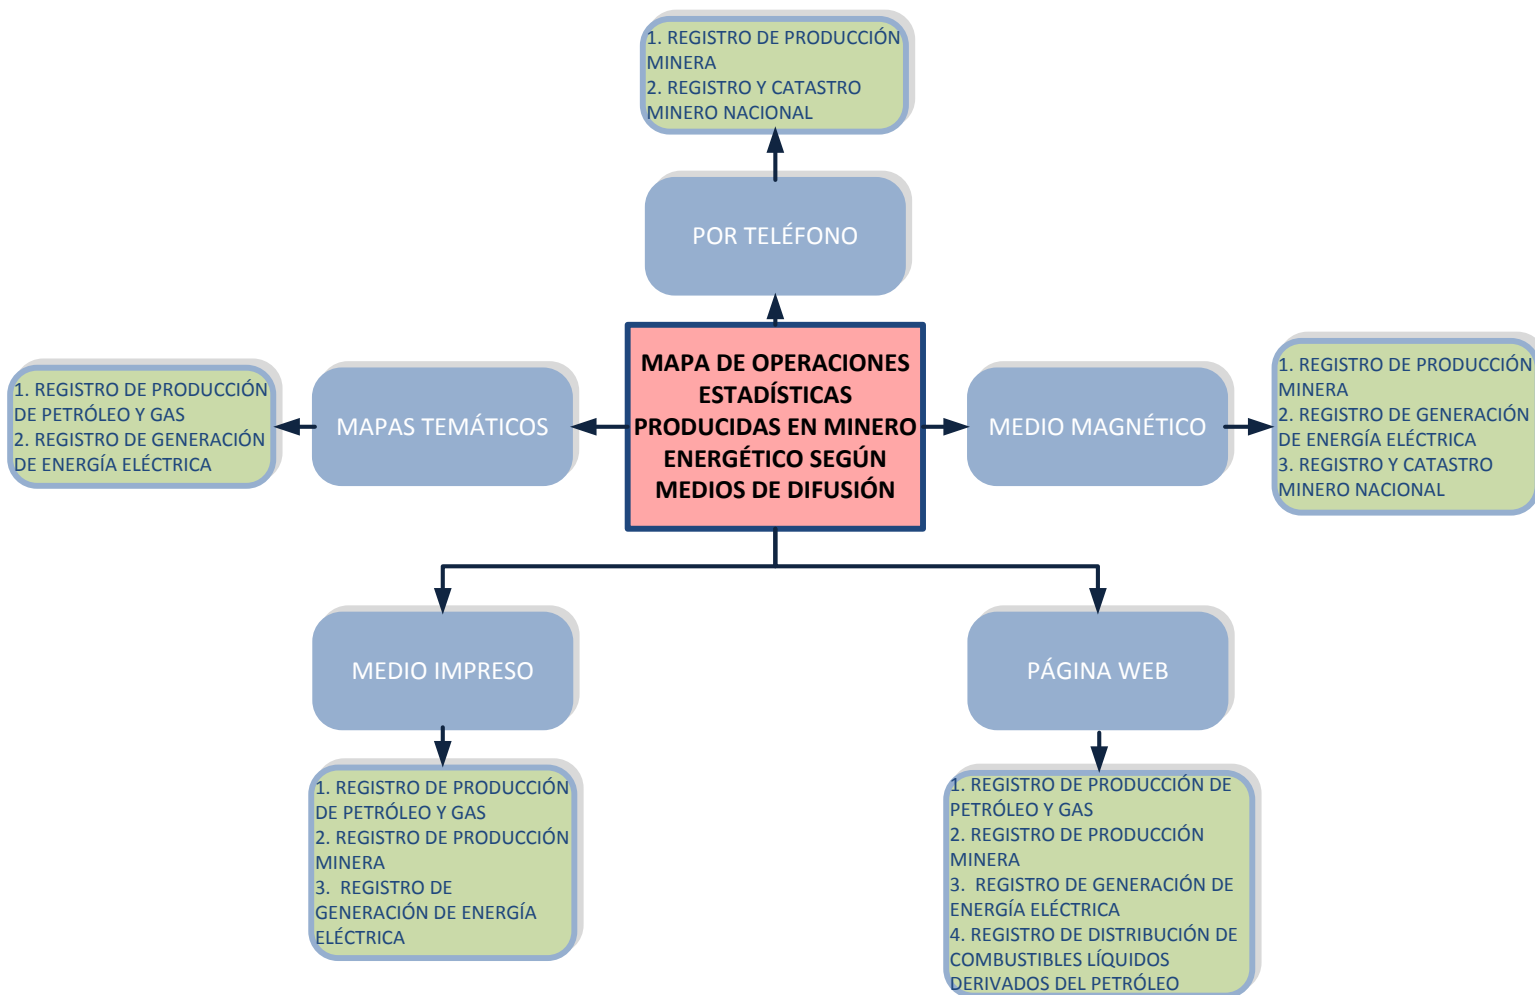 1. REGISTRO DE PRODUCCIÓN
MINERA
2. REGISTRO Y CATASTRO
MINERO NACIONAL
POR TELÉFONO
MAPA DE OPERACIONES
ESTADÍSTICAS
PRODUCIDAS EN MINERO
ENERGÉTICO SEGÚN
MEDIOS DE DIFUSIÓN
MAPAS TEMÁTICOS
1. REGISTRO DE PRODUCCIÓN
DE PETRÓLEO Y GAS
2. REGISTRO DE GENERACIÓN
DE ENERGÍA ELÉCTRICA
MEDIO MAGNÉTICO
1. REGISTRO DE PRODUCCIÓN
MINERA
2. REGISTRO DE GENERACIÓN
DE ENERGÍA ELÉCTRICA
3. REGISTRO Y CATASTRO
MINERO NACIONAL
MEDIO IMPRESO
1. REGISTRO DE PRODUCCIÓN
DE PETRÓLEO Y GAS
2. REGISTRO DE PRODUCCIÓN
MINERA
3. REGISTRO DE
GENERACIÓN DE ENERGÍA
ELÉCTRICA
PÁGINA WEB
1. REGISTRO DE PRODUCCIÓN DE
PETRÓLEO Y GAS
2. REGISTRO DE PRODUCCIÓN
MINERA
3. REGISTRO DE GENERACIÓN DE
ENERGÍA ELÉCTRICA
4. REGISTRO DE DISTRIBUCIÓN DE
COMBUSTIBLES LÍQUIDOS
DERIVADOS DEL PETRÓLEO